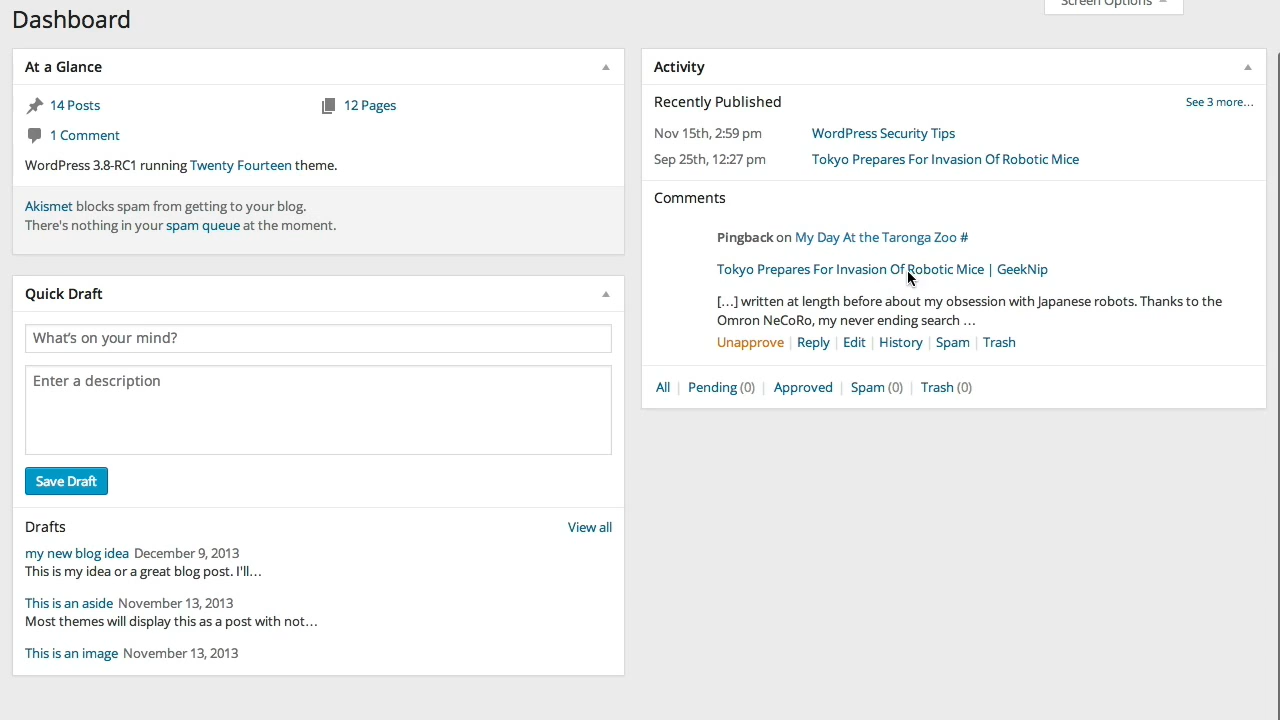 Screen Options
Dashboard
At a Glance
14 Posts
12 Pages
1 Comment
WordPress 3.8-RC1 running Twenty Fourteen theme.
Akismet blocks spam from getting to your blog.
There's nothing in your spam queue at the moment.
Quick Draft
What's on your mind?
Enter a description
Save Draft
Drafts
View all
my new blog idea December 9, 2013
This is my idea or a great blog post. I'll...
This is an aside November 13, 2013
Most themes will display this as a post with not...
This is an image November 13, 2013
Activity
Recently Published
See 3 more...
Nov 15th, 2:59 pm WordPress Security Tips
Sep 25th, 12:27 pm Tokyo Prepares For Invasion Of Robotic Mice
Comments
Pingback on My Day At the Taronga Zoo #
Tokyo Prepares For Invasion Of Robotic Mice | GeekNip
[...] written at length before about my obsession with Japanese robots. Thanks to the
Omron NeCoRo, my never ending search ...
Unapprove | Reply | Edit | History | Spam | Trash
All | Pending (0) | Approved | Spam (0) | Trash (0)